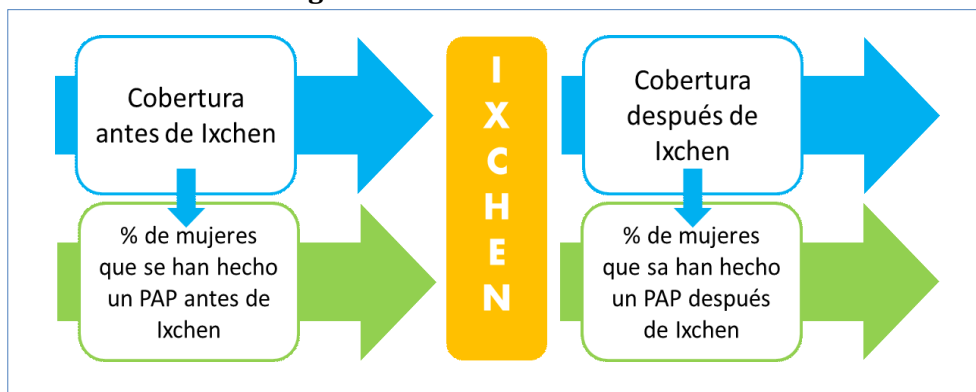 g
Cobertura
antes de Ixchen
% de mujeres
que se han hecho
un PAP antes de
Ixchen
I
X
C
H
E
N
Cobertura
después de
Ixchen
% de mujeres
que sa han hecho
un PAP después
de Ixchen